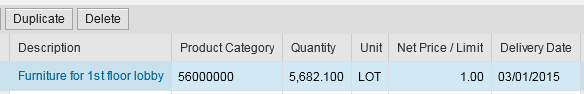 Duplicate Delete
Description Product Category Quantity Unit Net Price / Limit Delivery Date
Furniture for 1st floor lobby 56000000 5,682.100 LOT 1.00 03/01/2015